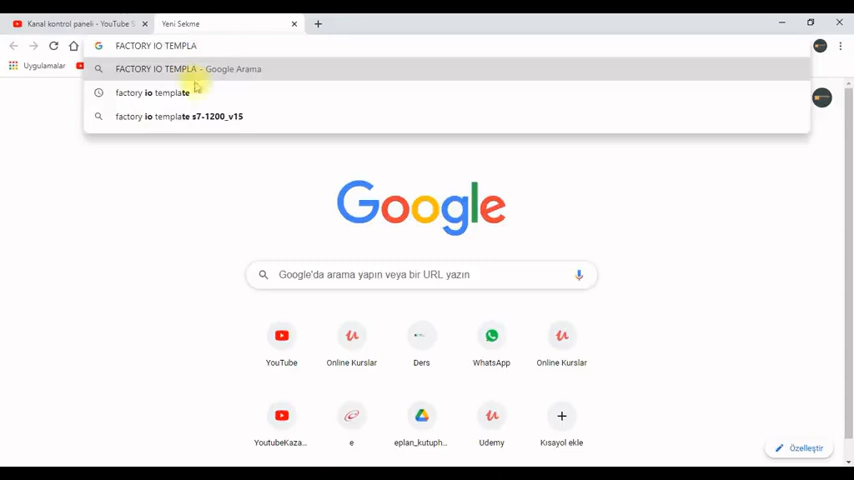 Kanal kontrol paneli - YouTube S
Yeni Sekme
FACTORY IO TEMPLA
Uygulamalar
FACTORY IO TEMPLA - Google Arama
factory io template
factory io template s7-1200_v15
Google
Google'da arama yapın veya bir URL yazın
YouTube
Online Kurslar
Ders
WhatsApp
Online Kurslar
YoutubeKaza...
e
eplan_kutuph...
Udemy
Kısayol ekle
Özelleştir